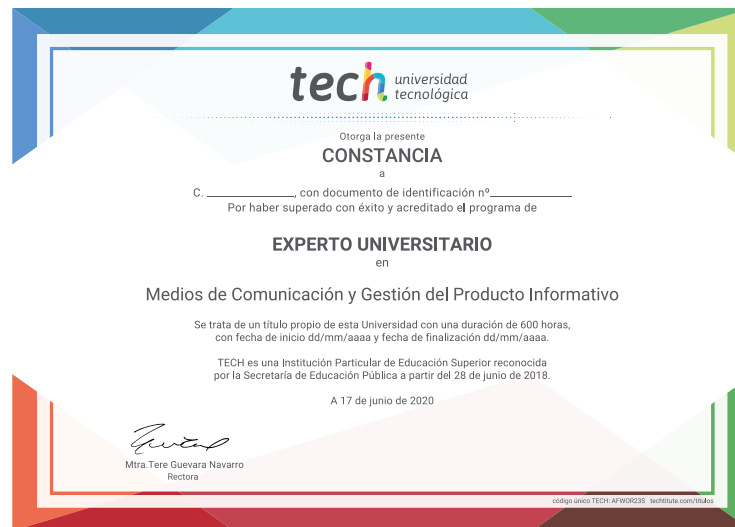 tech universidad
tecnológica
Otorga la presente
CONSTANCIA
a
C. ________________, con documento de identificación nº______________
Por haber superado con éxito y acreditado el programa de
EXPERTO UNIVERSITARIO
en
Medios de Comunicación y Gestión del Producto Informativo
Se trata de un título propio de esta Universidad con una duración de 600 horas,
con fecha de inicio dd/mm/aaaa y fecha de finalización dd/mm/aaaa.
TECH es una Institución Particular de Educación Superior reconocida
por la Secretaría de Educación Pública a partir del 28 de junio de 2018.
A 17 de junio de 2020
Mtra.Tere Guevara Navarro
Rectora
código único TECH: AFWOR23S techtitute.com/títulos